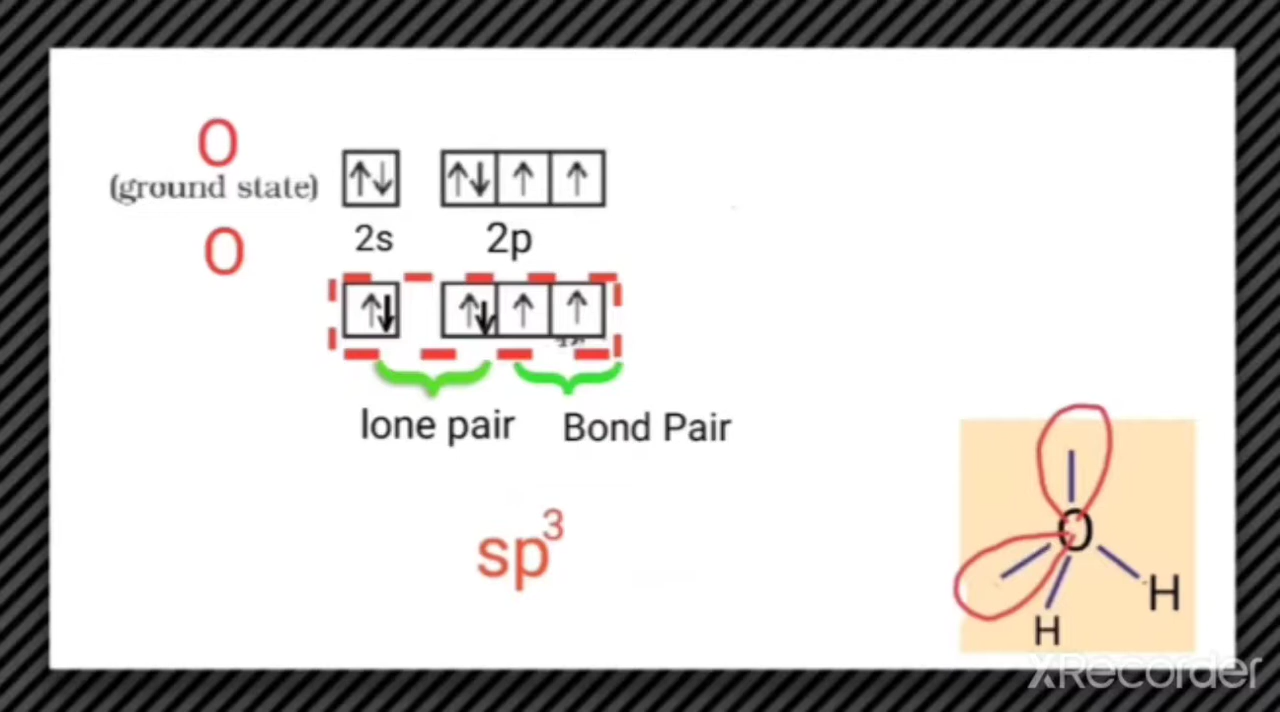 O
(ground state)
2s 2p
O
lone pair Bond Pair
sp³
O
H
H
XRecorder